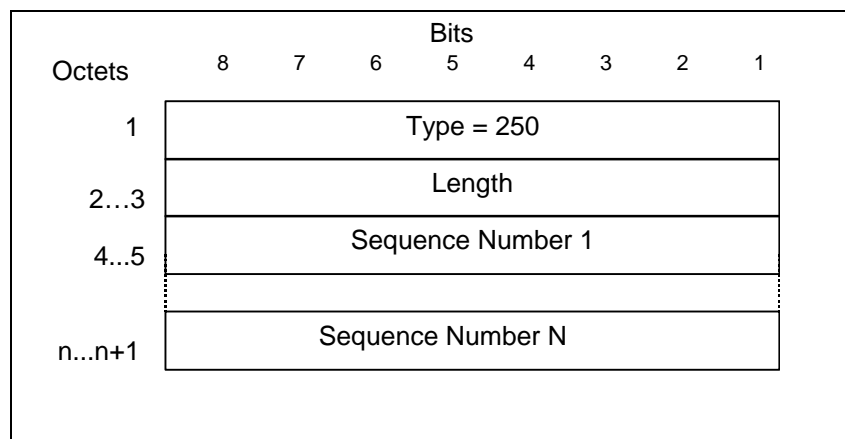 Bits
Octets 8 7 6 5 4 3 2 1
1 Type = 250
2…3 Length
4...5 Sequence Number 1
n...n+1 Sequence Number N